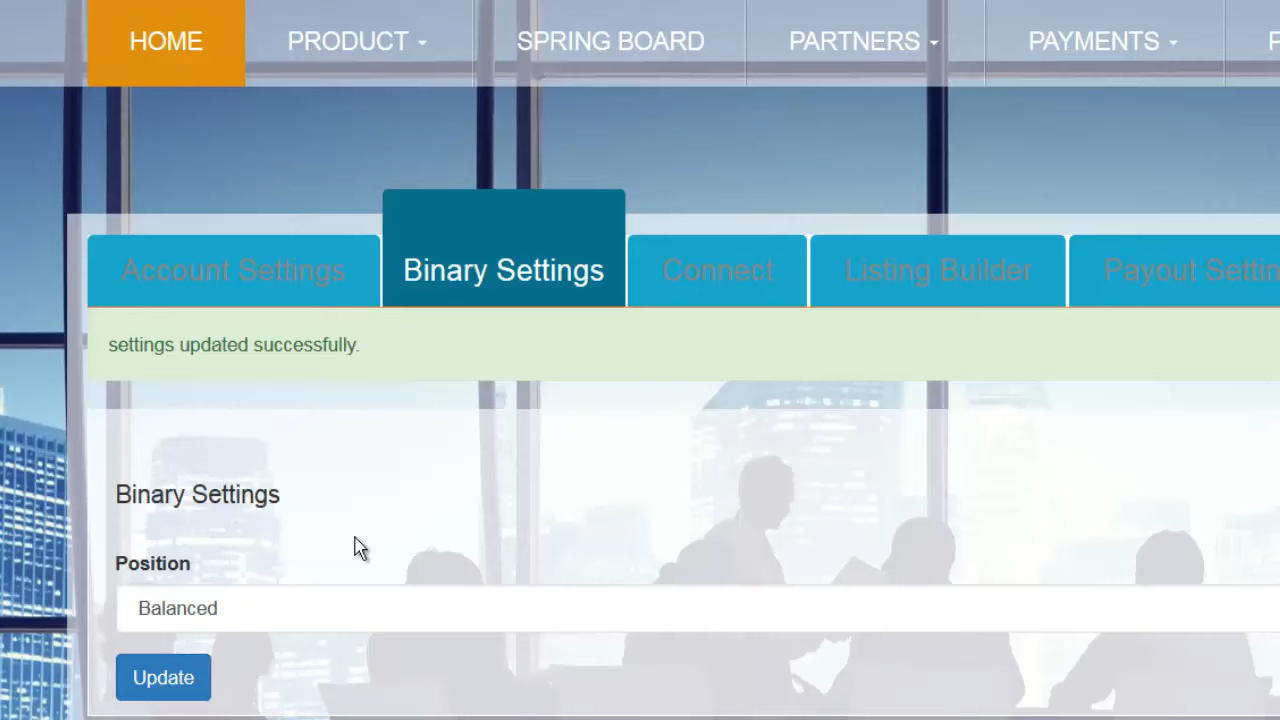 HOME PRODUCT SPRING BOARD PARTNERS PAYMENTS
Account Settings Binary Settings Connect Listing Builder Payout
settings updated successfully.
Binary Settings
Position
Balanced
Update